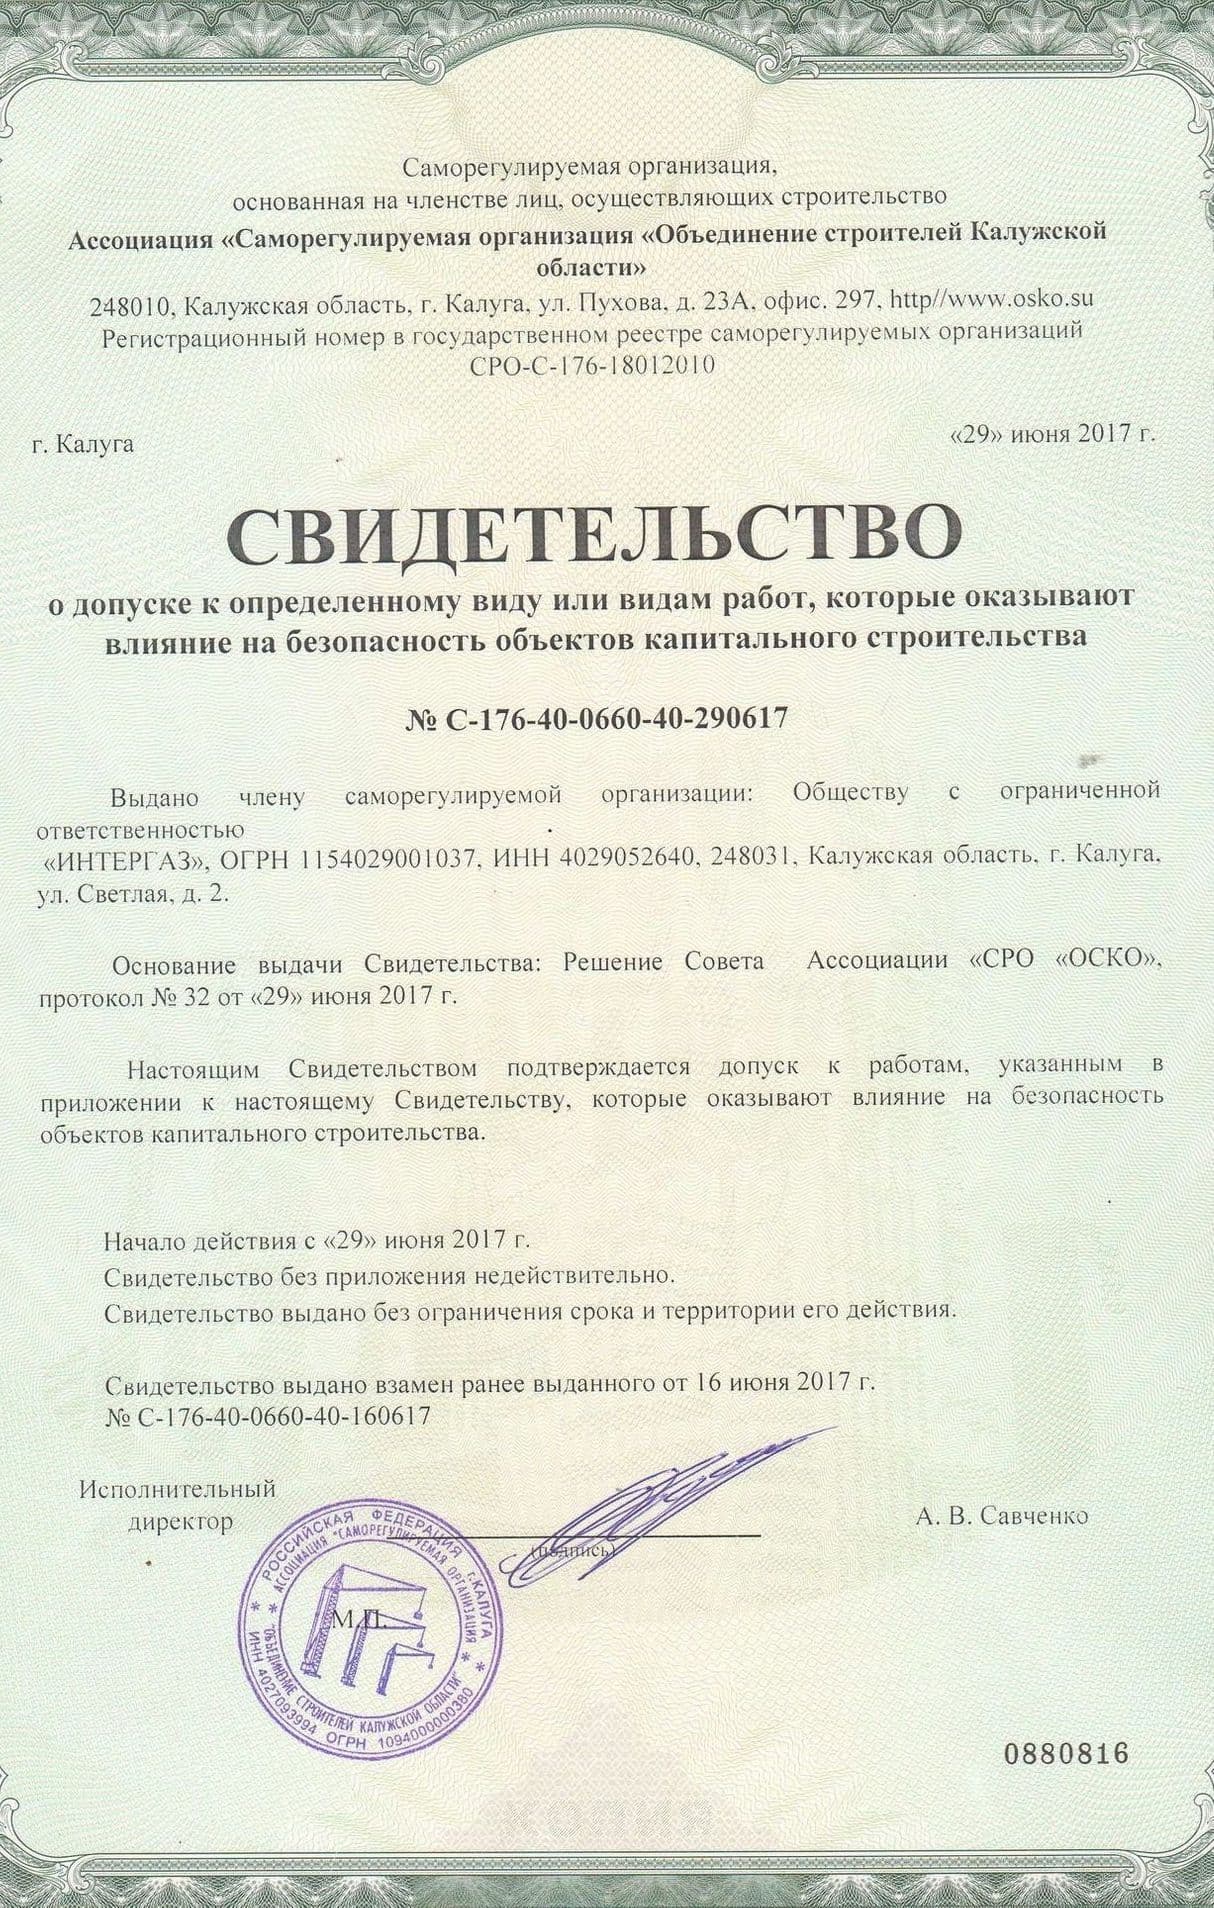 Саморегулируемая организация,
основанная на членстве лиц, осуществляющих строительство
Ассоциация «Саморегулируемая организация «Объединение строителей Калужской
области»
248010, Калужская область, г. Калуга, ул. Пухова, д. 23А, офис. 297, http//www.osko.su
Регистрационный номер в государственном реестре саморегулируемых организаций
СРО-С-176-18012010
г. Калуга
«29» июня 2017 г.
СВИДЕТЕЛЬСТВО
о допуске к определенному виду или видам работ, которые оказывают
влияние на безопасность объектов капитального строительства
№ С-176-40-0660-40-290617
Выдано члену саморегулируемой организации: Обществу с ограниченной
ответственностью
«ИНТЕРГАЗ», ОГРН 1154029001037, ИНН 4029052640, 248031, Калужская область, г. Калуга,
ул. Светлая, д. 2.
Основание выдачи Свидетельства: Решение Совета Ассоциации «СРО «ОСКО»,
протокол № 32 от «29» июня 2017 г.
Настоящим Свидетельством подтверждается допуск к работам, указанным в
приложении к настоящему Свидетельству, которые оказывают влияние на безопасность
объектов капитального строительства.
Начало действия с «29» июня 2017 г.
Свидетельство без приложения недействительно.
Свидетельство выдано без ограничения срока и территории его действия.
Свидетельство выдано взамен ранее выданного от 16 июня 2017 г.
№ С-176-40-0660-40-160617
Исполнительный
директор
(подпись)
А. В. Савченко
М.П.
РОССИЙСКАЯ ФЕДЕРАЦИЯ г.КАЛУГА
АССОЦИАЦИЯ "САМОРЕГУЛИРУЕМАЯ ОРГАНИЗАЦИЯ
"ОБЪЕДИНЕНИЕ СТРОИТЕЛЕЙ КАЛУЖСКОЙ ОБЛАСТИ"
ИНН 4027093994 ОГРН 1094000000380
0880816
КОПИЯ